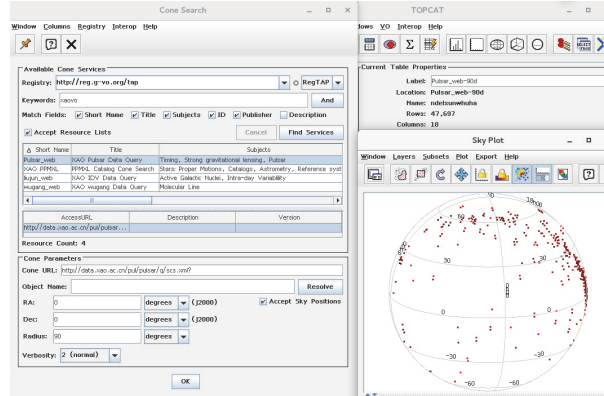 Cone Search
Window Columns Registry Interop Help
Available Cone Services
Registry: http://reg.g-vo.org/tap
RegTAP
Keywords: xaovo
And
Match Fields: Short Name Title Subjects ID Publisher Description
Accept Resource Lists
Cancel
Find Services
Short Name Title Subjects
Pulsar_web XAO Pulsar Data Query Timing, Strong gravitational lensing, Pulsar
XAO PPMXL PPMXL Catalog Cone Search Stars: Proper Motions, Catalogs, Astrometry, Reference syst
liujun_web XAO IDV Data Query Active Galactic Nuclei, Intra-day Variability
wugang_web XAO wugang Data Query Molecular Line
AccessURL Description Version
http://data.xao.ac.cn/pul/pulsar...
Resource Count: 4
Cone Parameters
Cone URL: http://data.xao.ac.cn/pul/pulsar/q/scs.xml?
Object Name:
Resolve
RA: 0 degrees (J2000)
Accept Sky Positions
Dec: 0 degrees (J2000)
Radius: 90 degrees
Verbosity: 2 (normal)
OK
TOPCAT
dows VO Interop Help
Current Table Properties
Label: Pulsar_web-90d
Location: Pulsar_web-90d
Name: ndelsunwbuha
Rows: 47,697
Columns: 18
Sky Plot
Window Layers Subsets Plot Export Help
60
30
30
0
0
-30
-30
-60
-60